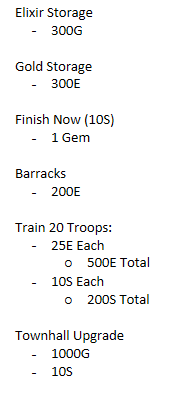 Elixir Storage
- 300G
Gold Storage
- 300E
Finish Now (10S)
- 1 Gem
Barracks
- 200E
Train 20 Troops:
- 25E Each
o 500E Total
- 10S Each
o 200S Total
Townhall Upgrade
- 1000G
- 10S